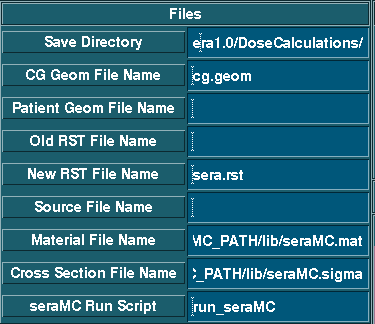 Files
Save Directory era1.0/DoseCalculations/
CG Geom File Name cg.geom
Patient Geom File Name
Old RST File Name
New RST File Name sera.rst
Source File Name
Material File Name MC_PATH/lib/seraMC.mat
Cross Section File Name C_PATH/lib/seraMC.sigma
seraMC Run Script run_seraMC